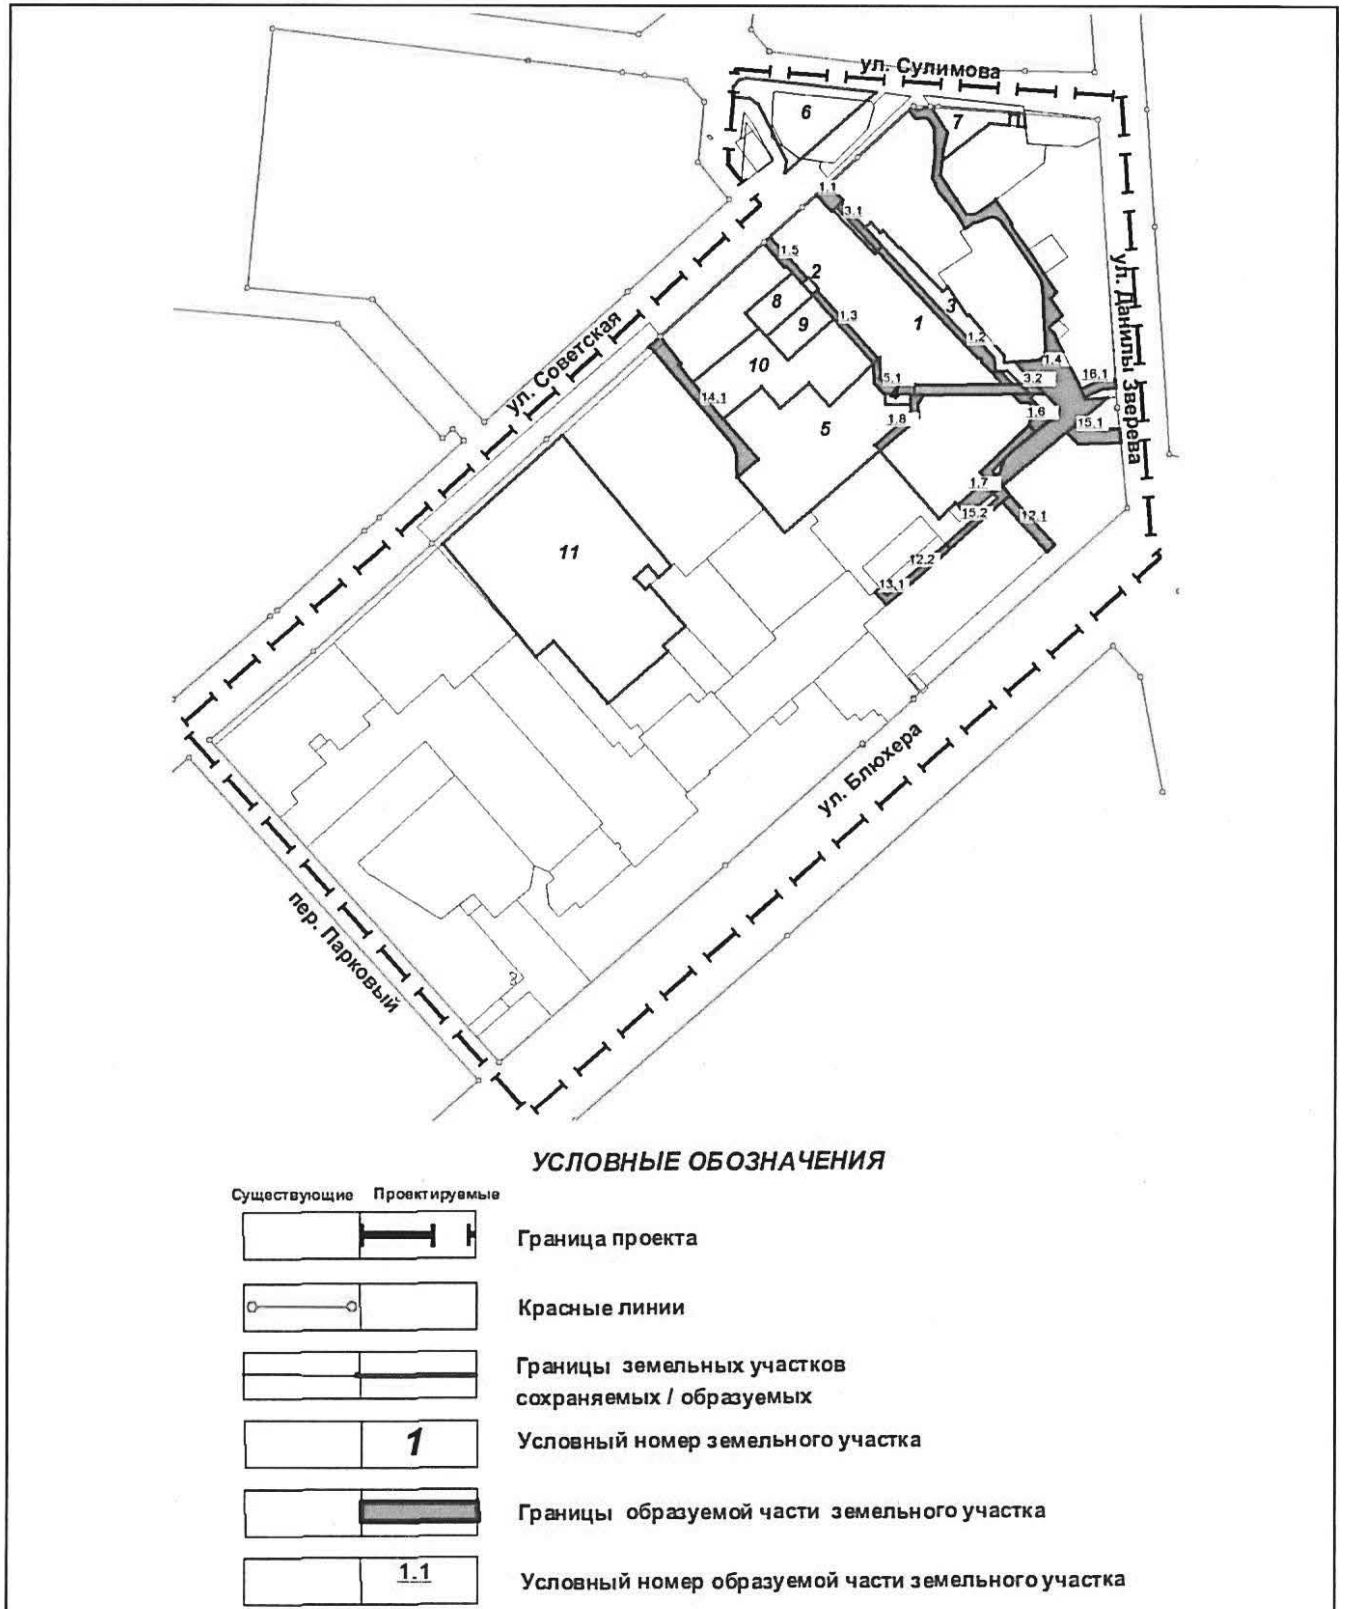 ул. Сулимова
6
7
1.1
3.1
1.5
2
8
3
1.3
9
1
1.2
ул. Данилы Зверева
ул. Советская
10
1.4
16.1
5.1
3.2
4
14.1
1.6
1.8
5
15.1
1.7
15.2
12.1
11
12.2
13.1
ул. Блюхера
пер. Парковый
УСЛОВНЫЕ ОБОЗНАЧЕНИЯ
Существующие Проектируемые
Граница проекта
Красные линии
Границы земельных участков
сохраняемых / образуемых
1
Условный номер земельного участка
Границы образуемой части земельного участка
1.1
Условный номер образуемой части земельного участка